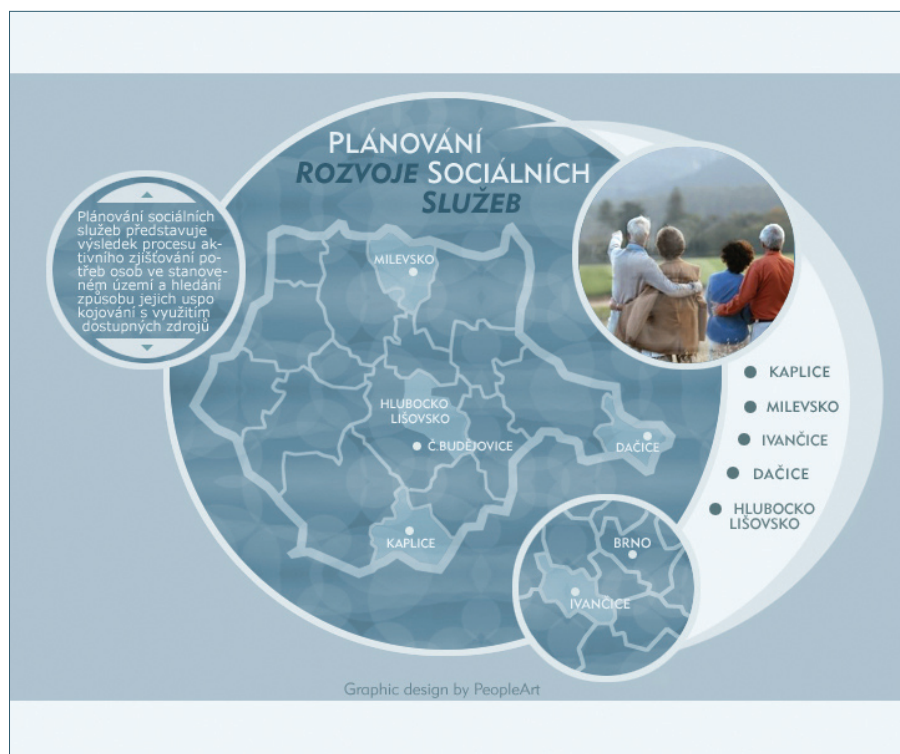 PLÁNOVÁNÍ
ROZVOJE SOCIÁLNÍCH
SLUŽEB
Plánování sociálních
služeb představuje
výsledek procesu ak-
tivního zjišťování po-
třeb osob ve stanove-
ném území a hledání
způsobu jejich uspo
kojování s využitím
dostupných zdrojů
MILEVSKO
HLUBOCKO
LIŠOVSKO
Č.BUDĚJOVICE
DAČICE
KAPLICE
BRNO
IVANČICE
KAPLICE
MILEVSKO
IVANČICE
DAČICE
HLUBOCKO
LIŠOVSKO
Graphic design by PeopleArt